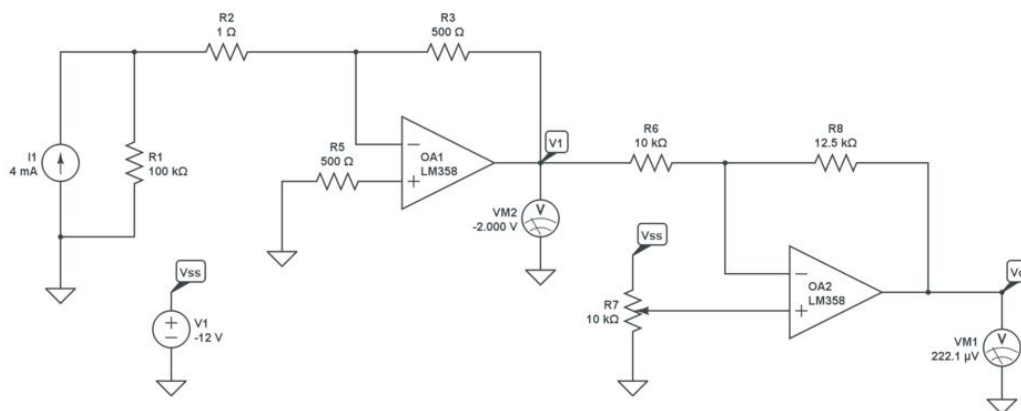 R2
1 Ω
R3
500 Ω
I1
4 mA
R1
100 kΩ
R5
500 Ω
OA1
LM358
V1
VM2
-2.000 V
R6
10 kΩ
R8
12.5 kΩ
Vss
V1
-12 V
Vss
R7
10 kΩ
OA2
LM358
VM1
222.1 µV